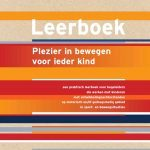 Leerboek
Plezier in bewegen
voor ieder kind
een praktisch leerboek voor begeleiders
die werken met kinderen
met ontwikkelingsachterstanden
op motorisch en/of gedragsmatig gebied
in sport- en beweegsituaties